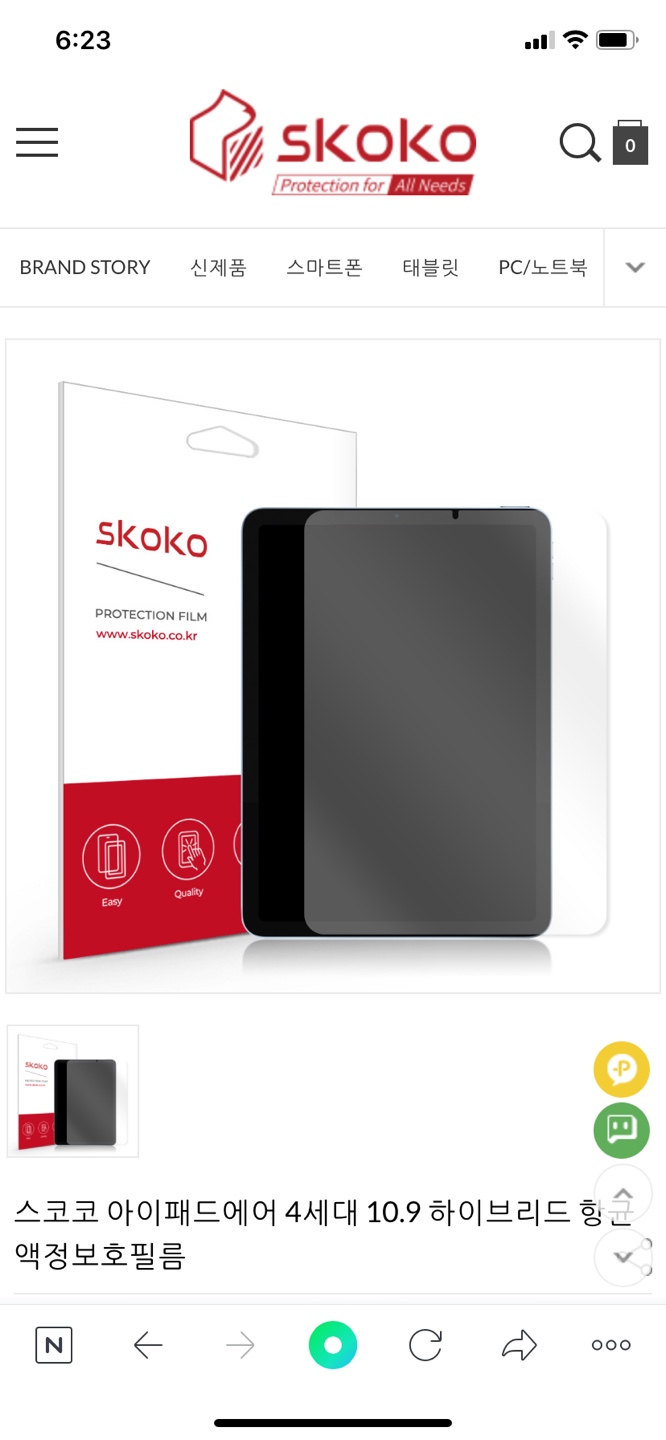 6:23
SKOKO
Protection for All Needs
0
BRAND STORY 신제품 스마트폰 태블릿 PC/노트북
skoko
PROTECTION FILM
www.skoko.co.kr
Easy
Quality
skoko
P
스코코 아이패드에어 4세대 10.9 하이브리드 항균
액정보호필름
N